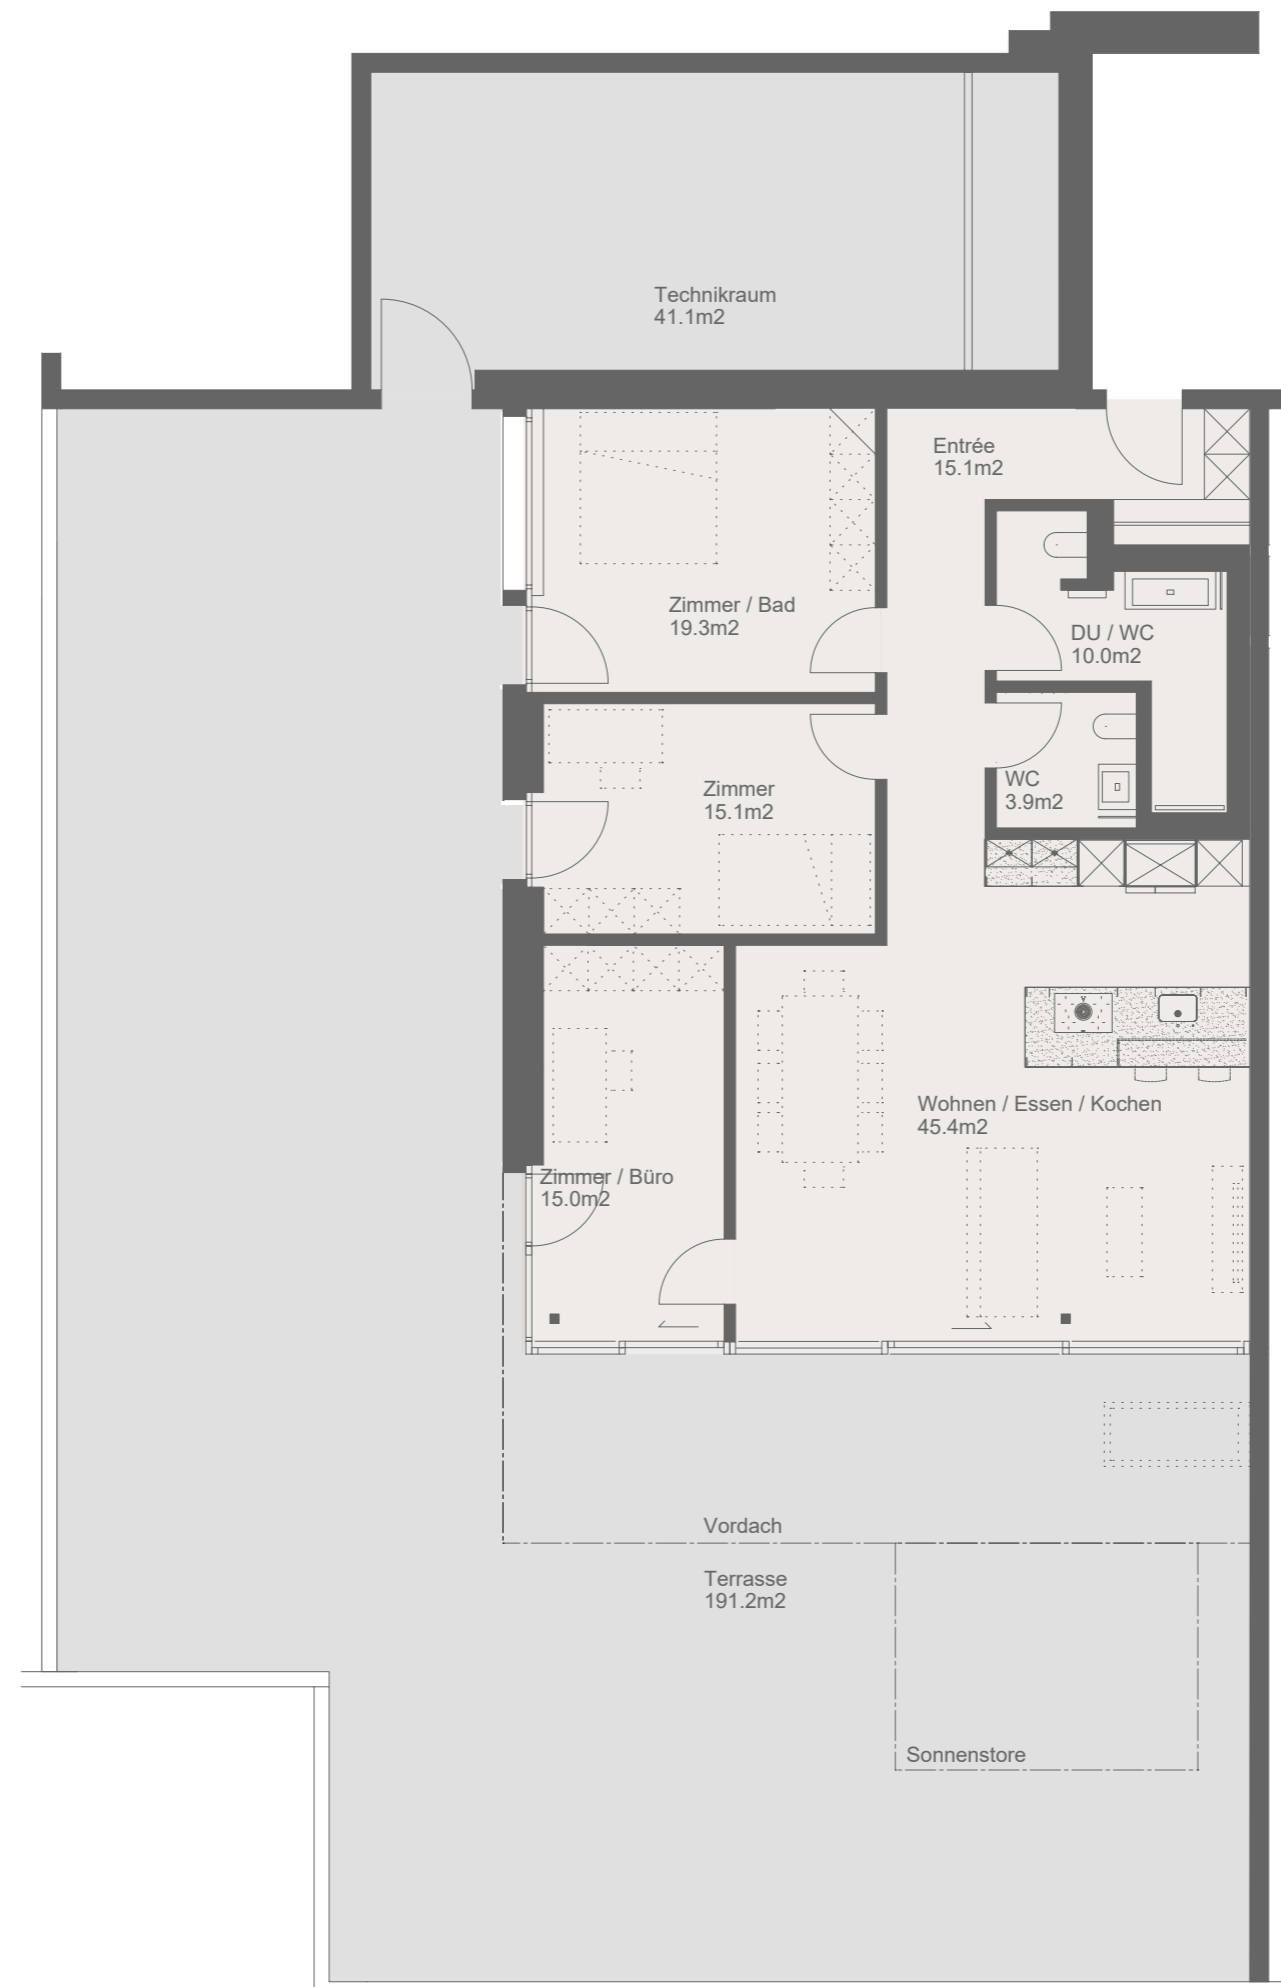 Technikraum
41.1m2
Entrée
15.1m2
Zimmer / Bad
19.3m2
DU / WC
10.0m2
Zimmer
15.1m2
WC
3.9m2
Wohnen / Essen / Kochen
45.4m2
Zimmer / Büro
15.0m2
Vordach
Terrasse
191.2m2
Sonnenstore